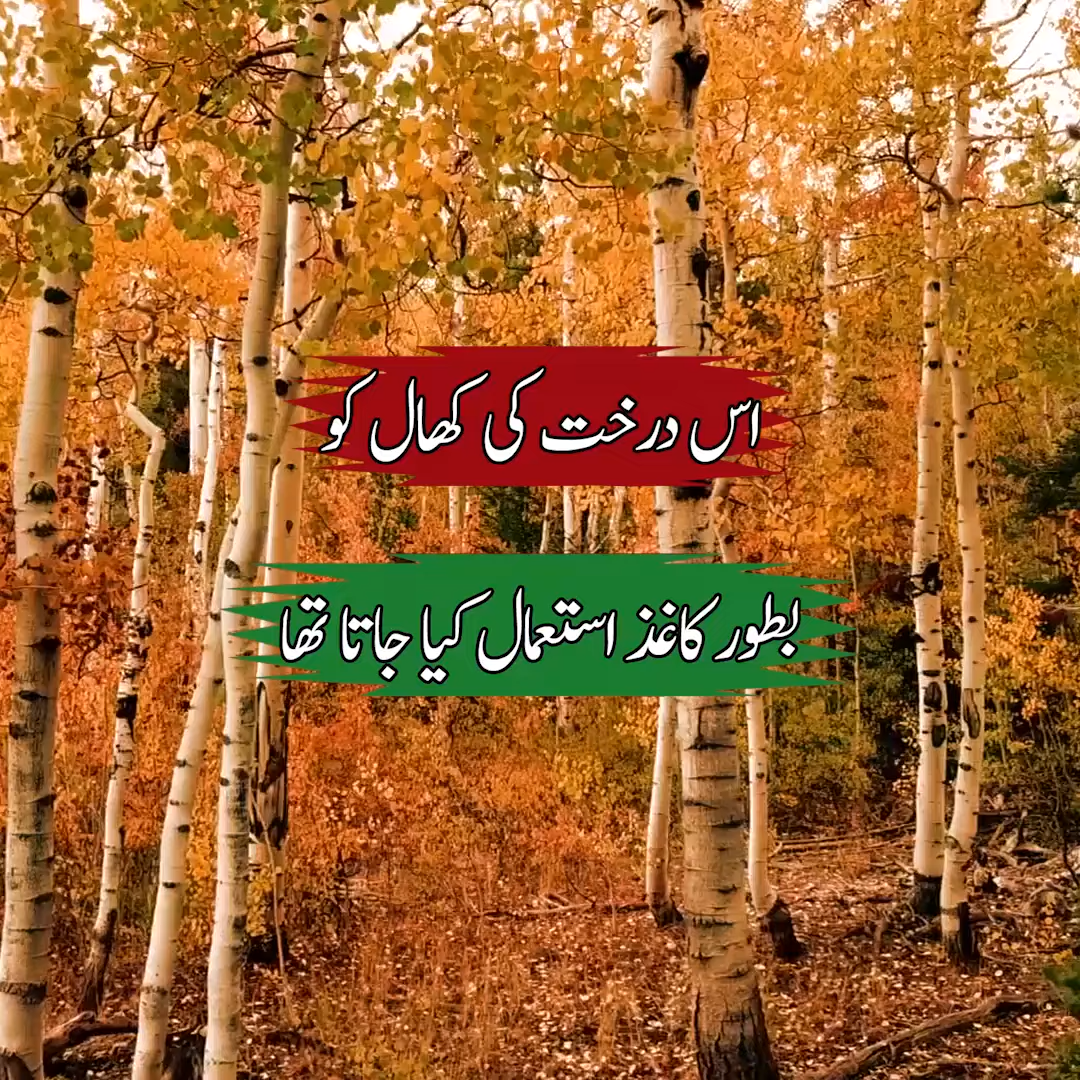 اس درخت کی کھال کو
بطور کاغذ استعمال کیا جاتا تھا